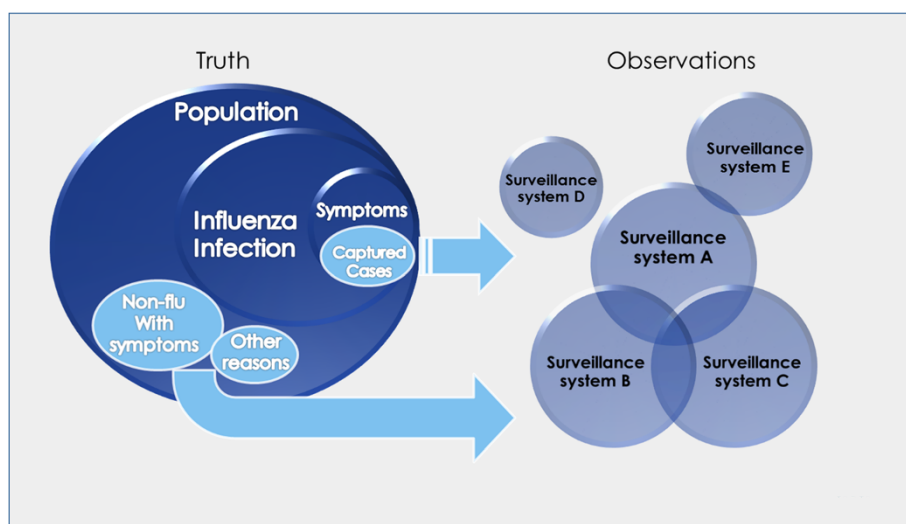 Truth
Observations
Population
Influenza
Infection
Symptoms
Captured
Cases
Non-flu
With
symptoms
Other
reasons
Surveillance
system D
Surveillance
system E
Surveillance
system A
Surveillance
system B
Surveillance
system C